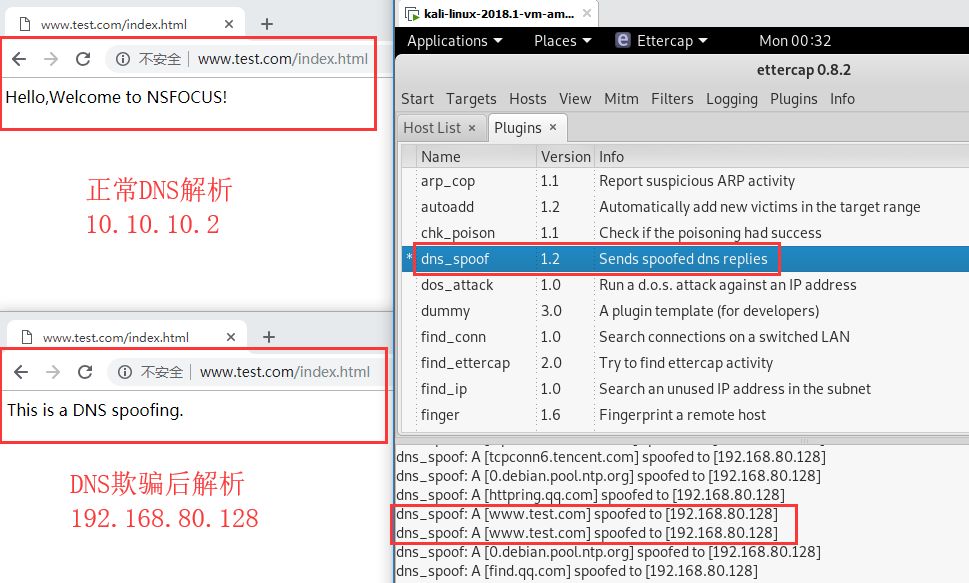 www.test.com/index.html
不安全 www.test.com/index.html
Hello,Welcome to NSFOCUS!
正常DNS解析
10.10.10.2
www.test.com/index.html
不安全 www.test.com/index.html
This is a DNS spoofing.
DNS欺骗后解析
192.168.80.128
kali-linux-2018.1-vm-am...
Applications Places Ettercap Mon 00:32
ettercap 0.8.2
Start Targets Hosts View Mitm Filters Logging Plugins Info
Host List × Plugins ×
Name Version Info
arp_cop 1.1 Report suspicious ARP activity
autoadd 1.2 Automatically add new victims in the target range
chk_poison 1.1 Check if the poisoning had success
* dns_spoof 1.2 Sends spoofed dns replies
dos_attack 1.0 Run a d.o.s. attack against an IP address
dummy 3.0 A plugin template (for developers)
find_conn 1.0 Search connections on a switched LAN
find_ettercap 2.0 Try to find ettercap activity
find_ip 1.0 Search an unused IP address in the subnet
finger 1.6 Fingerprint a remote host
dns_spoof: A [tcpconn6.tencent.com] spoofed to [192.168.80.128]
dns_spoof: A [0.debian.pool.ntp.org] spoofed to [192.168.80.128]
dns_spoof: A [httpring.qq.com] spoofed to [192.168.80.128]
dns_spoof: A [www.test.com] spoofed to [192.168.80.128]
dns_spoof: A [www.test.com] spoofed to [192.168.80.128]
dns_spoof: A [0.debian.pool.ntp.org] spoofed to [192.168.80.128]
dns_spoof: A [find.qq.com] spoofed to [192.168.80.128]